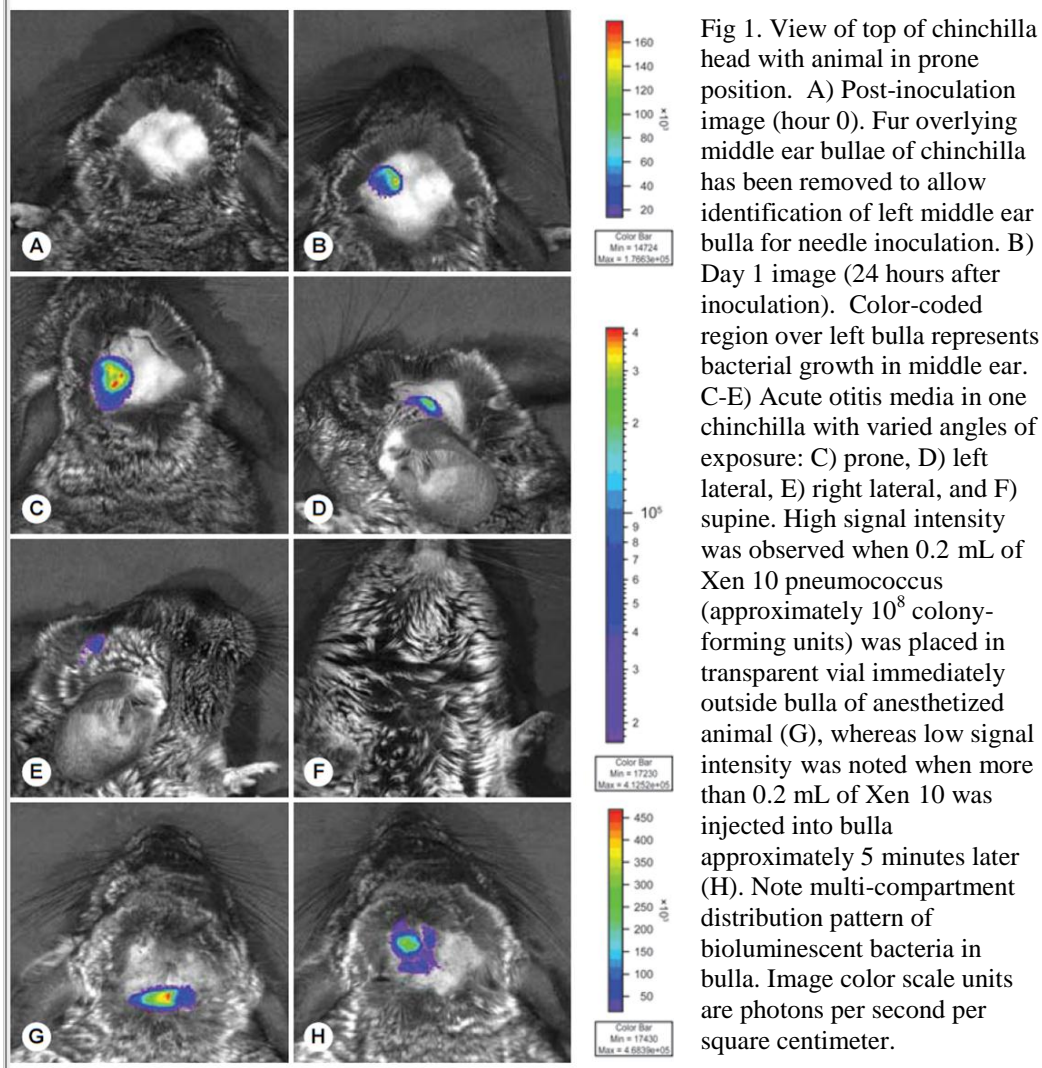 A
B
160
140
120
100
80
60
40
20
Color Bar
Min = 14724
Max = 1.7663e+05
C
D
4
3
2
10⁵
9
8
7
6
5
4
3
2
Color Bar
Min = 17230
Max = 4.1252e+05
E
F
G
H
450
400
350
300
250
200
150
100
50
Color Bar
Min = 17430
Max = 4.6839e+05
Fig 1. View of top of chinchilla
head with animal in prone
position. A) Post-inoculation
image (hour 0). Fur overlying
middle ear bullae of chinchilla
has been removed to allow
identification of left middle ear
bulla for needle inoculation. B)
Day 1 image (24 hours after
inoculation). Color-coded
region over left bulla represents
bacterial growth in middle ear.
C-E) Acute otitis media in one
chinchilla with varied angles of
exposure: C) prone, D) left
lateral, E) right lateral, and F)
supine. High signal intensity
was observed when 0.2 mL of
Xen 10 pneumococcus
(approximately 10⁸ colony-
forming units) was placed in
transparent vial immediately
outside bulla of anesthetized
animal (G), whereas low signal
intensity was noted when more
than 0.2 mL of Xen 10 was
injected into bulla
approximately 5 minutes later
(H). Note multi-compartment
distribution pattern of
bioluminescent bacteria in
bulla. Image color scale units
are photons per second per
square centimeter.